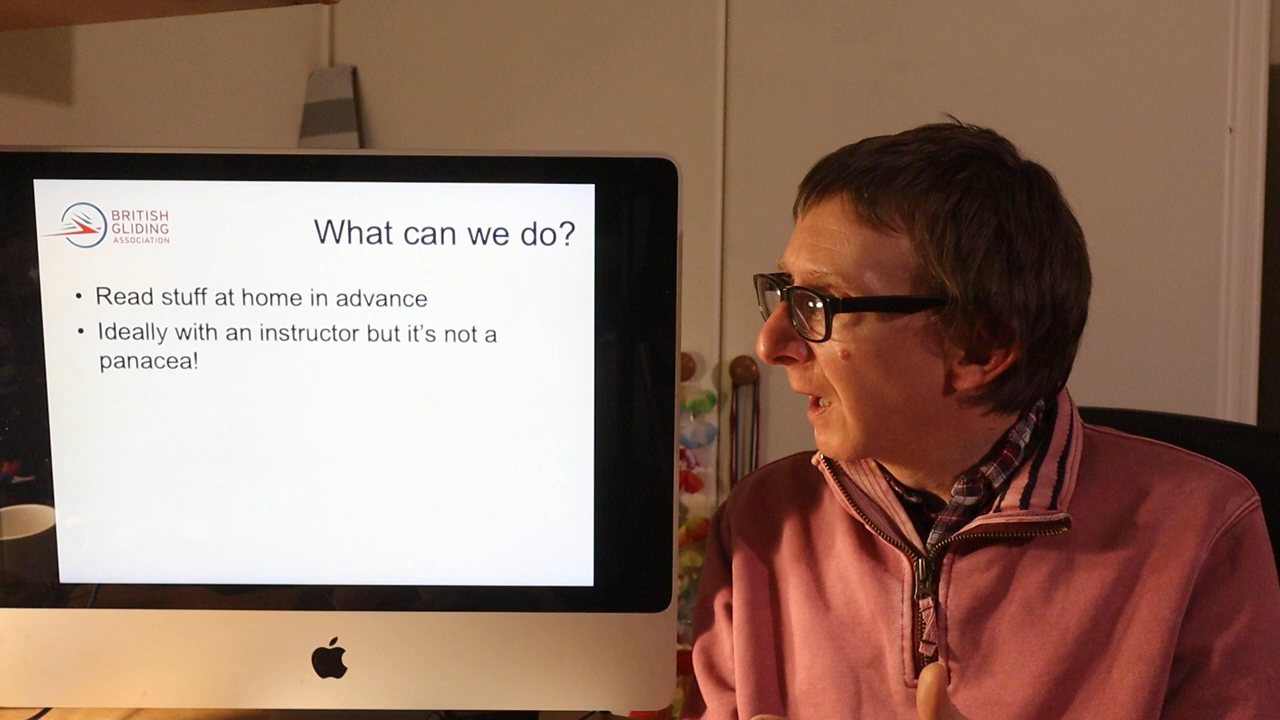 BRITISH
GLIDING
ASSOCIATION
What can we do?
• Read stuff at home in advance
• Ideally with an instructor but it's not a
panacea!